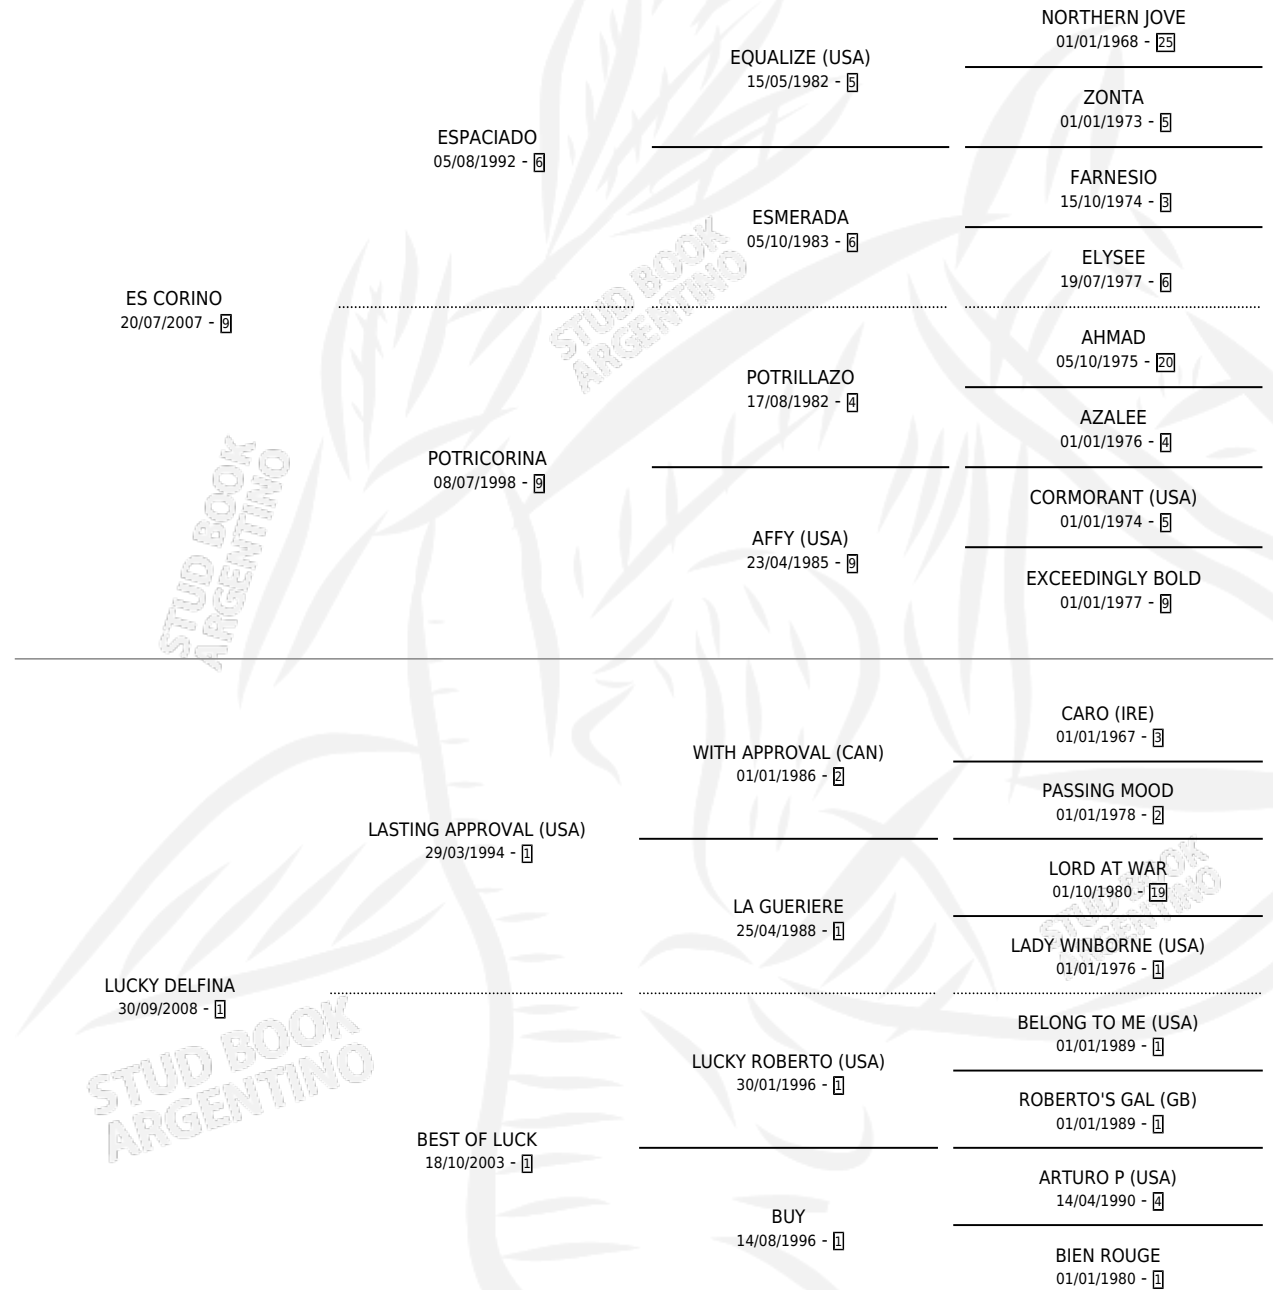 NORTHERN JOVE
01/01/1968 - 25
EQUALIZE (USA)
15/05/1982 - 5
ZONTA
01/01/1973 - 5
ESPACIADO
05/08/1992 - 6
FARNESIO
15/10/1974 - 3
ESMERADA
05/10/1983 - 6
ELYSEE
19/07/1977 - 6
ES CORINO
20/07/2007 - 9
AHMAD
05/10/1975 - 20
POTRILLAZO
17/08/1982 - 4
AZALEE
01/01/1976 - 4
POTRICORINA
08/07/1998 - 9
CORMORANT (USA)
01/01/1974 - 5
AFFY (USA)
23/04/1985 - 9
EXCEEDINGLY BOLD
01/01/1977 - 9
STUD BOOK
ARGENTINO
STUD BOOK
ARGENTINO
CARO (IRE)
01/01/1967 - 3
WITH APPROVAL (CAN)
01/01/1986 - 2
PASSING MOOD
01/01/1978 - 2
LASTING APPROVAL (USA)
29/03/1994 - 1
LORD AT WAR
01/10/1980 - 19
LA GUERIERE
25/04/1988 - 1
LADY WINBORNE (USA)
01/01/1976 - 1
LUCKY DELFINA
30/09/2008 - 1
BELONG TO ME (USA)
01/01/1989 - 1
LUCKY ROBERTO (USA)
30/01/1996 - 1
ROBERTO'S GAL (GB)
01/01/1989 - 1
BEST OF LUCK
18/10/2003 - 1
ARTURO P (USA)
14/04/1990 - 4
BUY
14/08/1996 - 1
BIEN ROUGE
01/01/1980 - 1
STUD BOOK
ARGENTINO
STUD BOOK
ARGENTINO